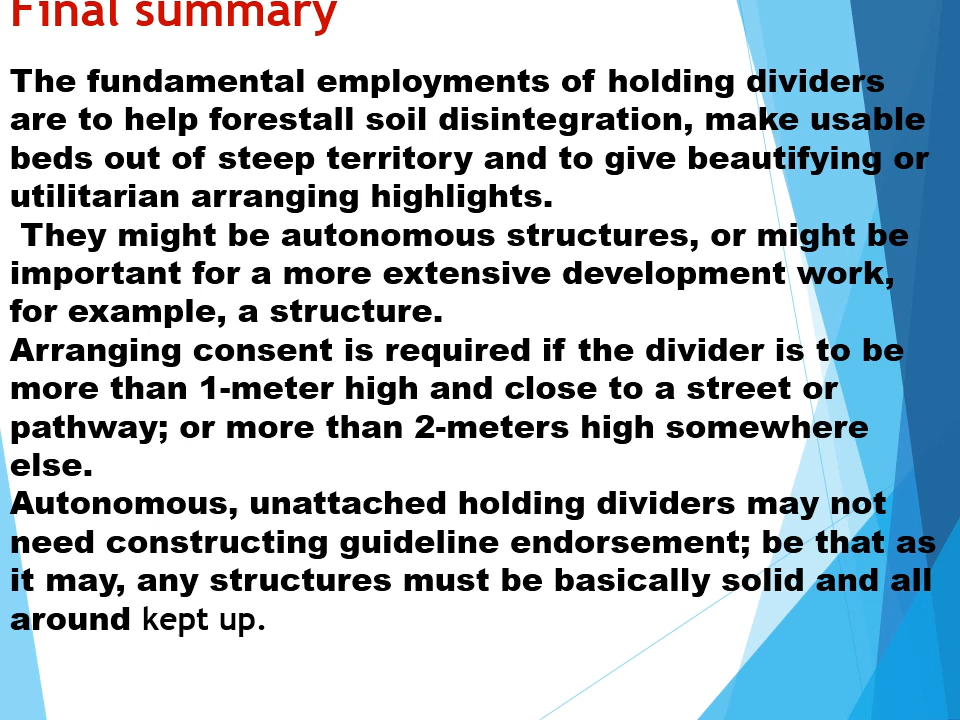 Final summary
The fundamental employments of holding dividers
are to help forestall soil disintegration, make usable
beds out of steep territory and to give beautifying or
utilitarian arranging highlights.
They might be autonomous structures, or might be
important for a more extensive development work,
for example, a structure.
Arranging consent is required if the divider is to be
more than 1-meter high and close to a street or
pathway; or more than 2-meters high somewhere
else.
Autonomous, unattached holding dividers may not
need constructing guideline endorsement; be that as
it may, any structures must be basically solid and all
around kept up.